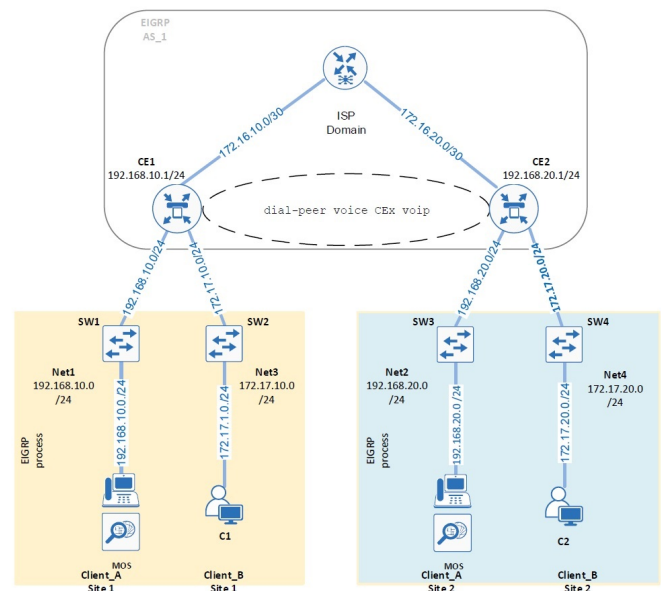 EIGRP
AS_1
ISP
Domain
172.16.10.0/30
172.16.20.0/30
CE1
192.168.10.1/24
CE2
192.168.20.1/24
dial-peer voice CEx voip
192.168.10.0/24
172.17.10.0/24
192.168.20.0/24
172.17.20.0/24
SW1
SW2
SW3
SW4
Net1
192.168.10.0
/24
Net3
172.17.10.0
/24
Net2
192.168.20.0
/24
Net4
172.17.20.0
/24
EIGRP
process
192.168.10.0 /24
172.17.1.0 /24
EIGRP
process
192.168.20.0 /24
172.17.20.0 /24
C1
C2
MOS
MOS
Client_A
Site 1
Client_B
Site 1
Client_A
Site 2
Client_B
Site 2